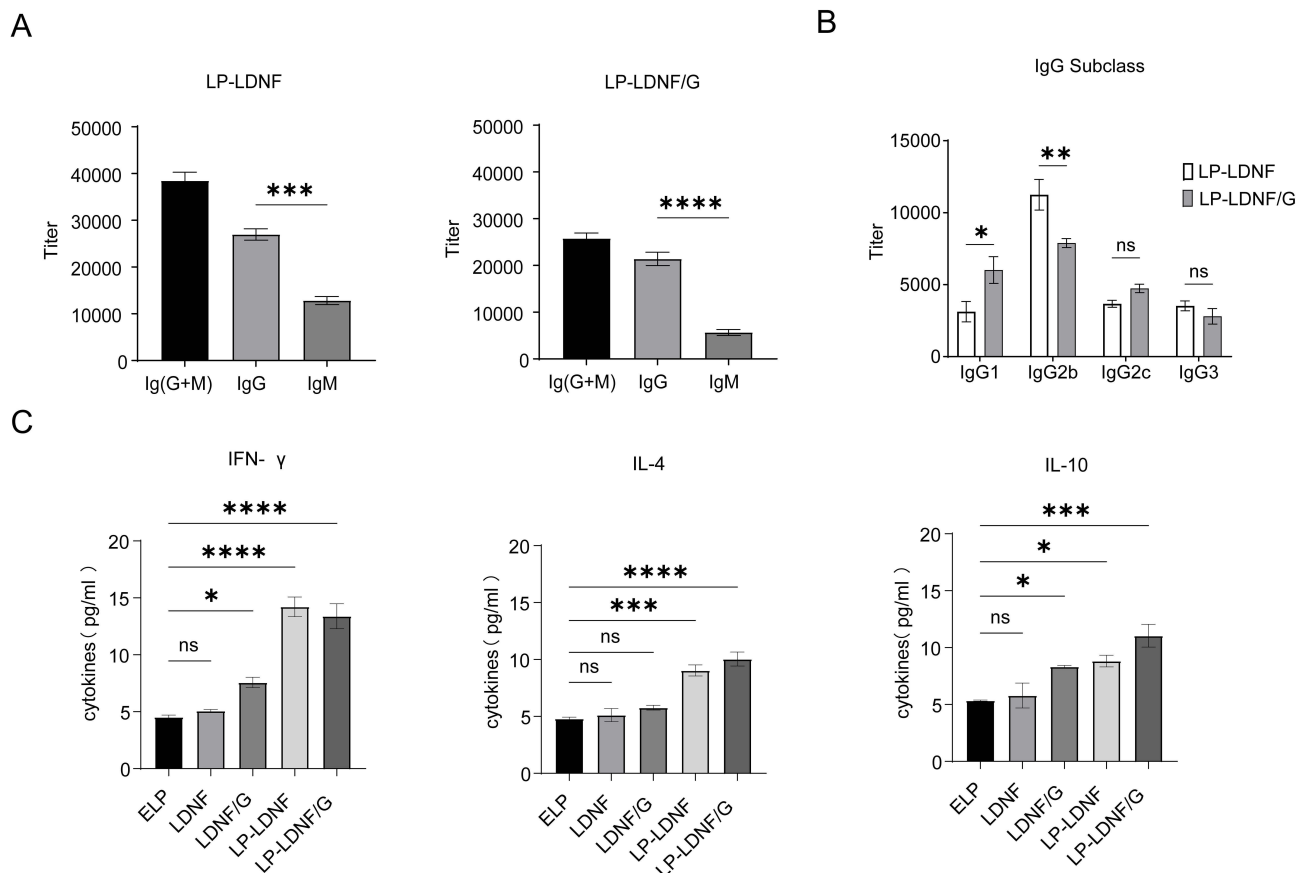 A
LP-LDNF
Titer
50000
40000
30000
20000
10000
0
***
Ig(G+M) IgG IgM
LP-LDNF/G
Titer
50000
40000
30000
20000
10000
0
****
Ig(G+M) IgG IgM
B
IgG Subclass
Titer
15000
10000
5000
0
*
**
ns
ns
IgG1 IgG2b IgG2c IgG3
LP-LDNF
LP-LDNF/G
C
IFN- γ
cytokines( pg/ml )
20
15
10
5
0
****
****
*
ns
ELP
LDNF
LDNF/G
LP-LDNF
LP-LDNF/G
IL-4
cytokines( pg/ml )
20
15
10
5
0
****
***
ns
ns
ELP
LDNF
LDNF/G
LP-LDNF
LP-LDNF/G
IL-10
cytokines( pg/ml )
20
15
10
5
0
***
*
*
ns
ELP
LDNF
LDNF/G
LP-LDNF
LP-LDNF/G